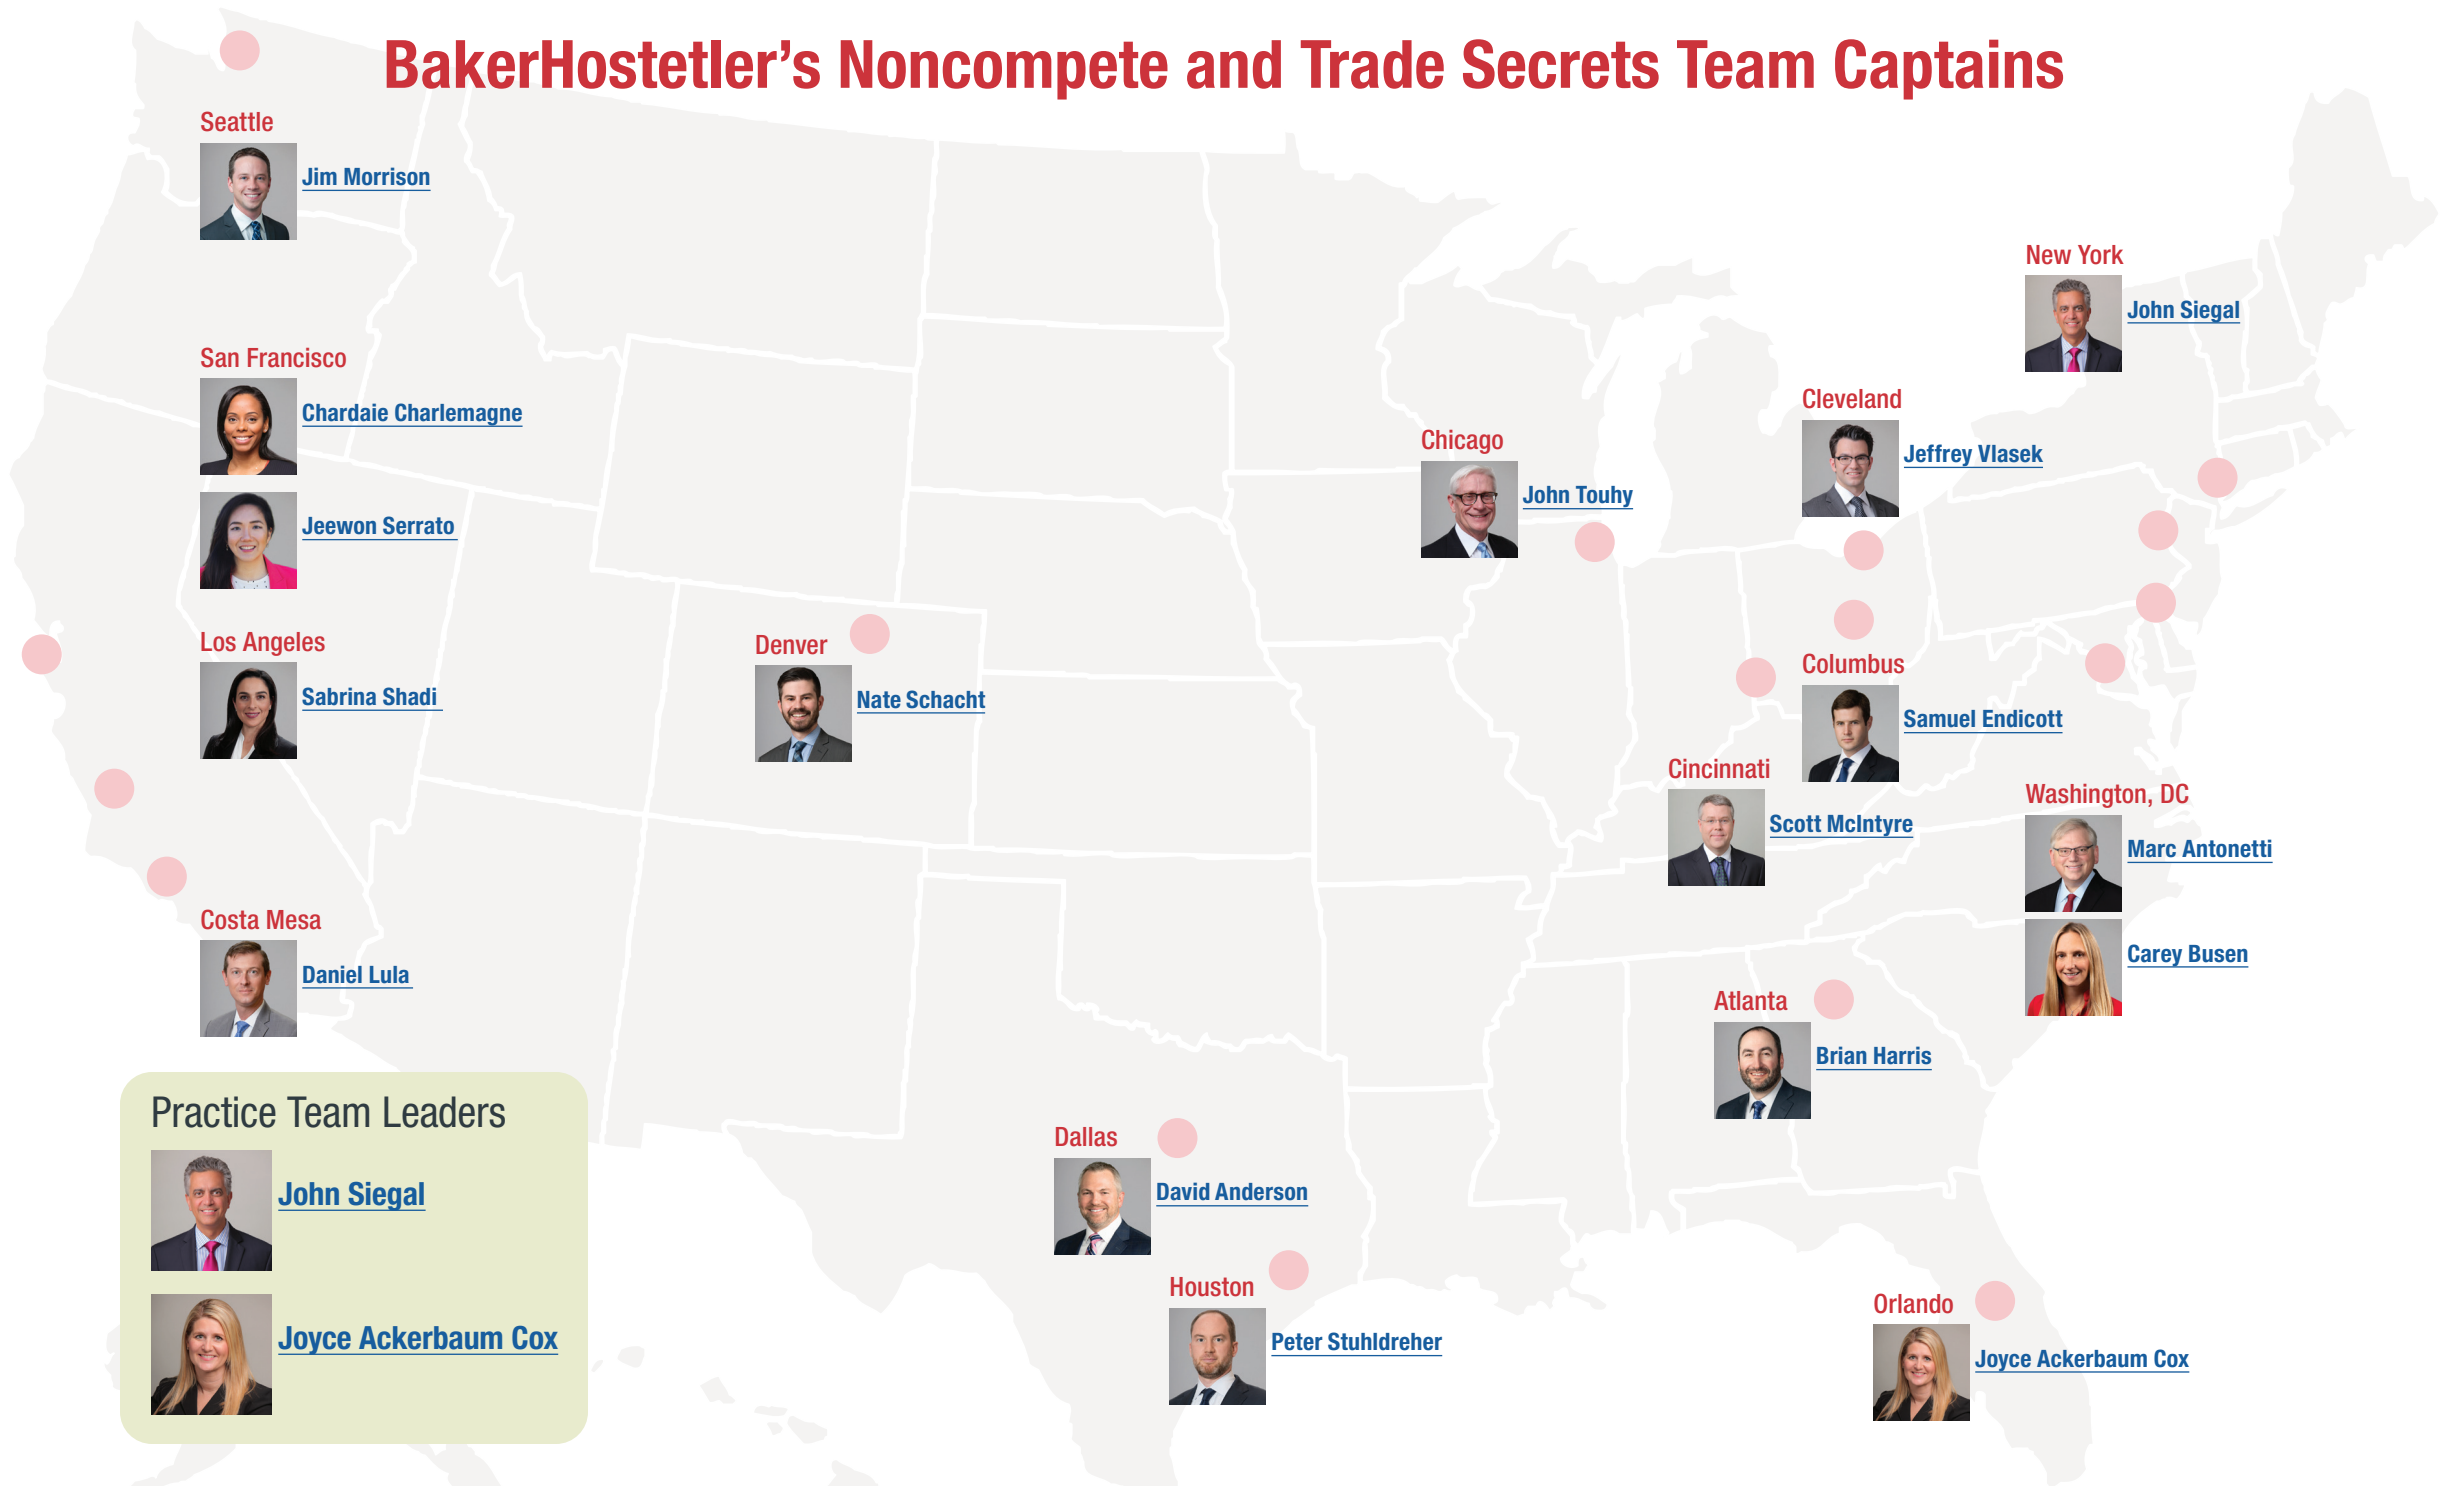 BakerHostetler’s Noncompete and Trade Secrets Team Captains
Seattle
Jim Morrison
San Francisco
Chardaie Charlemagne
Jeewon Serrato
Los Angeles
Sabrina Shadi
Costa Mesa
Daniel Lula
Denver
Nate Schacht
Dallas
David Anderson
Houston
Peter Stuhldreher
Chicago
John Touhy
Cleveland
Jeffrey Vlasek
Columbus
Samuel Endicott
Cincinnati
Scott McIntyre
New York
John Siegal
Washington, DC
Marc Antonetti
Carey Busen
Atlanta
Brian Harris
Orlando
Joyce Ackerbaum Cox
Practice Team Leaders
John Siegal
Joyce Ackerbaum Cox